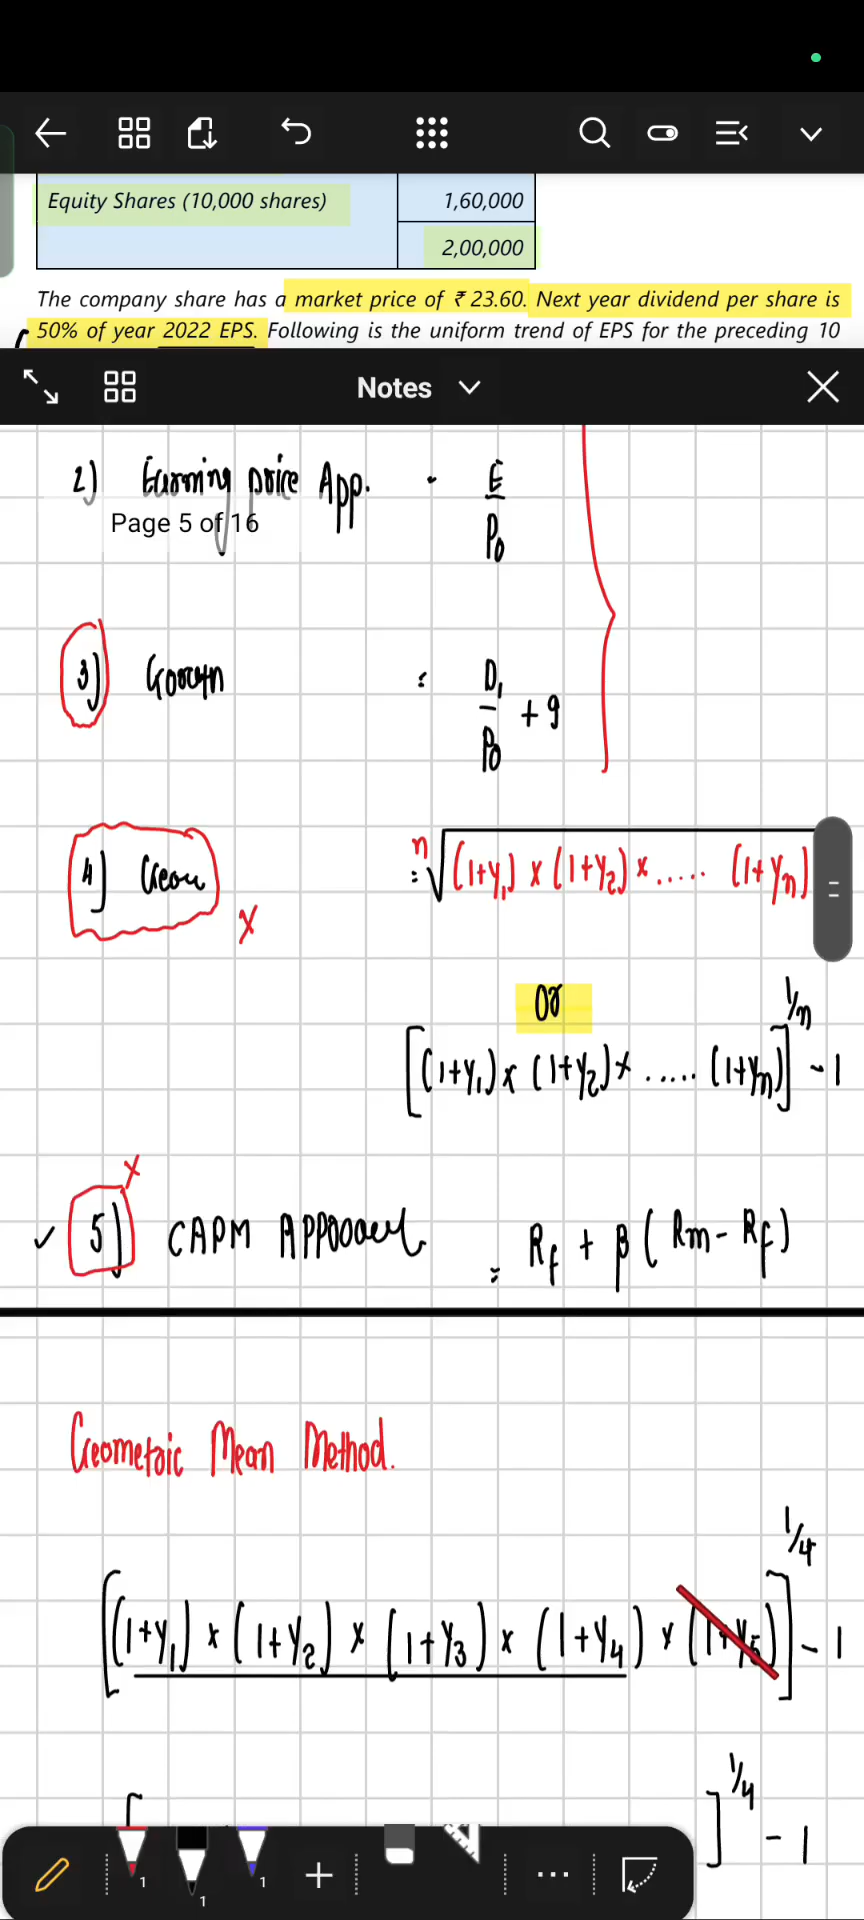 Equity Shares (10,000 shares) 1,60,000
2,00,000
The company share has a market price of ₹ 23.60. Next year dividend per share is
50% of year 2022 EPS. Following is the uniform trend of EPS for the preceding 10
Notes
2) Earning price App. - E/P₀
Page 5 of 16
3) Growth : D₁/P₀ + g
4) Geou = ⁿ√(1+Y₁) x (1+Y₂) x ..... (1+Yn)
or
[(1+Y₁) x (1+Y₂) x ..... (1+Yn)]^1/n - 1
5) CAPM Approach = Rf + β ( Rm - Rf )
Geometric Mean Method.
[(1+Y₁) x (1+Y₂) x (1+Y₃) x (1+Y₄) x (1+Y₅)]^1/4 - 1
[ ]^1/4 - 1
1
1
1